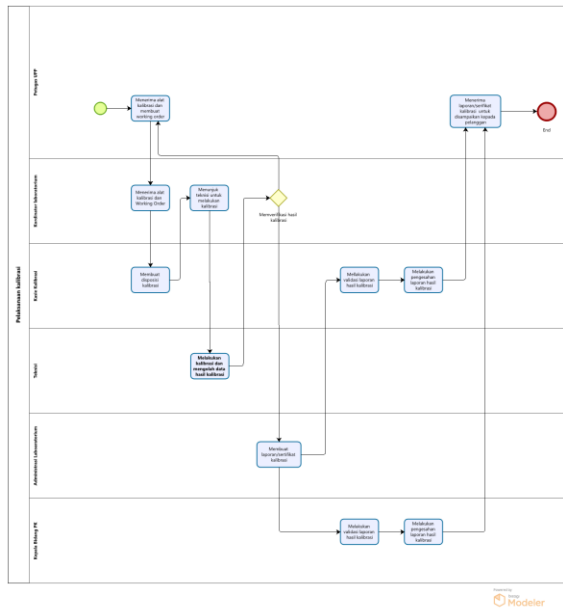 Pelaksanaan kalibrasi
Petugas UPP
Menerima alat
kalibrasi dan
membuat
working order
Menerima
laporan/sertifikat
kalibrasi untuk
disampaikan kepada
pelanggan
End
Koordinator laboratorium
Menerima alat
kalibrasi dan
Working Order
Menunjuk
teknisi untuk
melakukan
kalibrasi
Memverifikasi hasil
kalibrasi
Kasie Kalibrasi
Membuat
disposisi
kalibrasi
Melakukan
validasi laporan
hasil kalibrasi
Melakukan
pengesahan
laporan hasil
kalibrasi
Teknisi
Melakukan
kalibrasi dan
mengolah data
hasil kalibrasi
Administrasi Laboratorium
Membuat
laporan/sertifikat
kalibrasi
Kepala Bidang PK
Melakukan
validasi laporan
hasil kalibrasi
Melakukan
pengesahan
laporan hasil
kalibrasi
Powered by
bizagi
Modeler